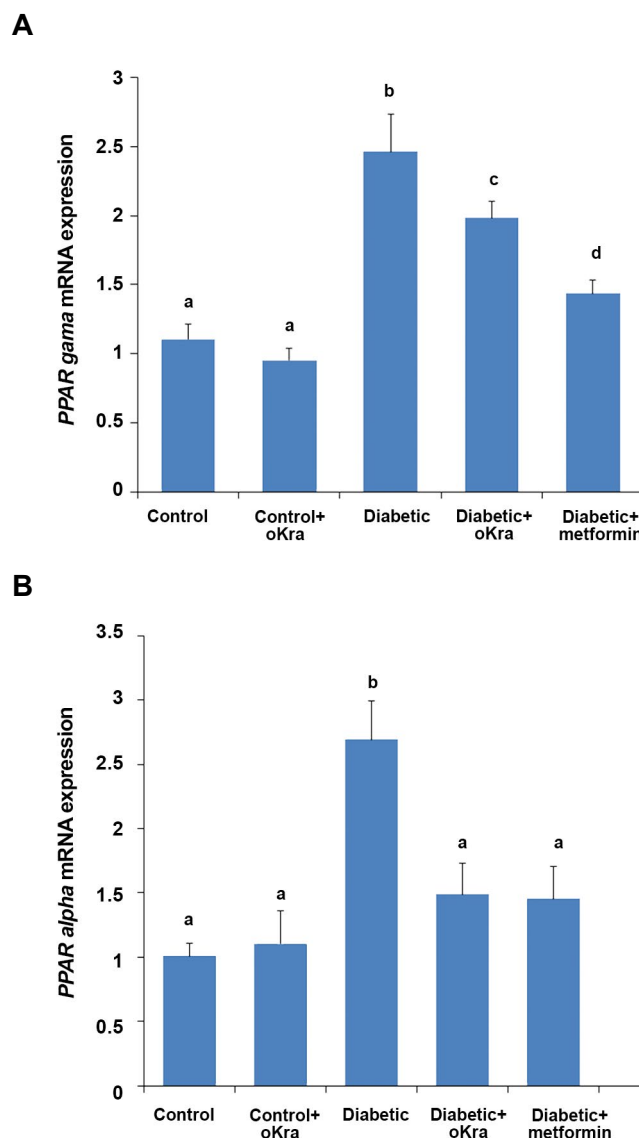 A
PPAR gama mRNA expression
3
2.5
2
1.5
1
0.5
0
a
a
b
c
d
Control
Control+
oKra
Diabetic
Diabetic+
oKra
Diabetic+
metformin
B
PPAR alpha mRNA expression
3.5
3
2.5
2
1.5
1
0.5
0
a
a
b
a
a
Control
Control+
oKra
Diabetic
Diabetic+
oKra
Diabetic+
metformin